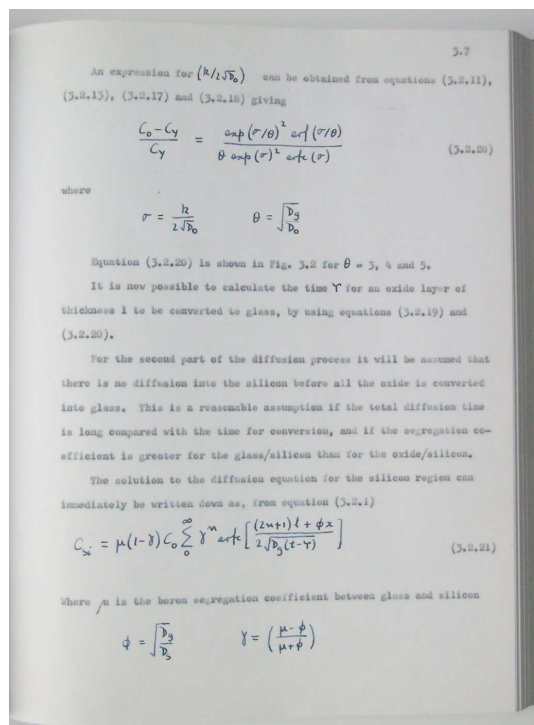 3.7
An expression for (k/2√D₀) can be obtained from equations (3.2.11),
(3.2.13), (3.2.17) and (3.2.18) giving
(C₀ − Cγ)/Cγ = exp(σ/θ)² erf(σ/θ) / θ exp(σ)² erfc(σ) (3.2.20)
where
σ = k/2√D₀ θ = √(Dg/D₀)
Equation (3.2.20) is shown in Fig. 3.2 for θ = 3, 4 and 5.
It is now possible to calculate the time ϒ for an oxide layer of
thickness l to be converted to glass, by using equations (3.2.19) and
(3.2.20).
For the second part of the diffusion process it will be assumed that
there is no diffusion into the silicon before all the oxide is converted
into glass. This is a reasonable assumption if the total diffusion time
is long compared with the time for conversion, and if the segregation co-
efficient is greater for the glass/silicon than for the oxide/silicon.
The solution to the diffusion equation for the silicon region can
immediately be written down as, from equation (3.2.1)
C_si = μ(1−γ) C₀ ∑₀^∞ γⁿ erfc[((2n+1)l + φx)/2√(Dg(t−ϒ))] (3.2.21)
Where μ is the boron segregation coefficient between glass and silicon
φ = √(Dg/Ds) γ = ((μ−φ)/(μ+φ))